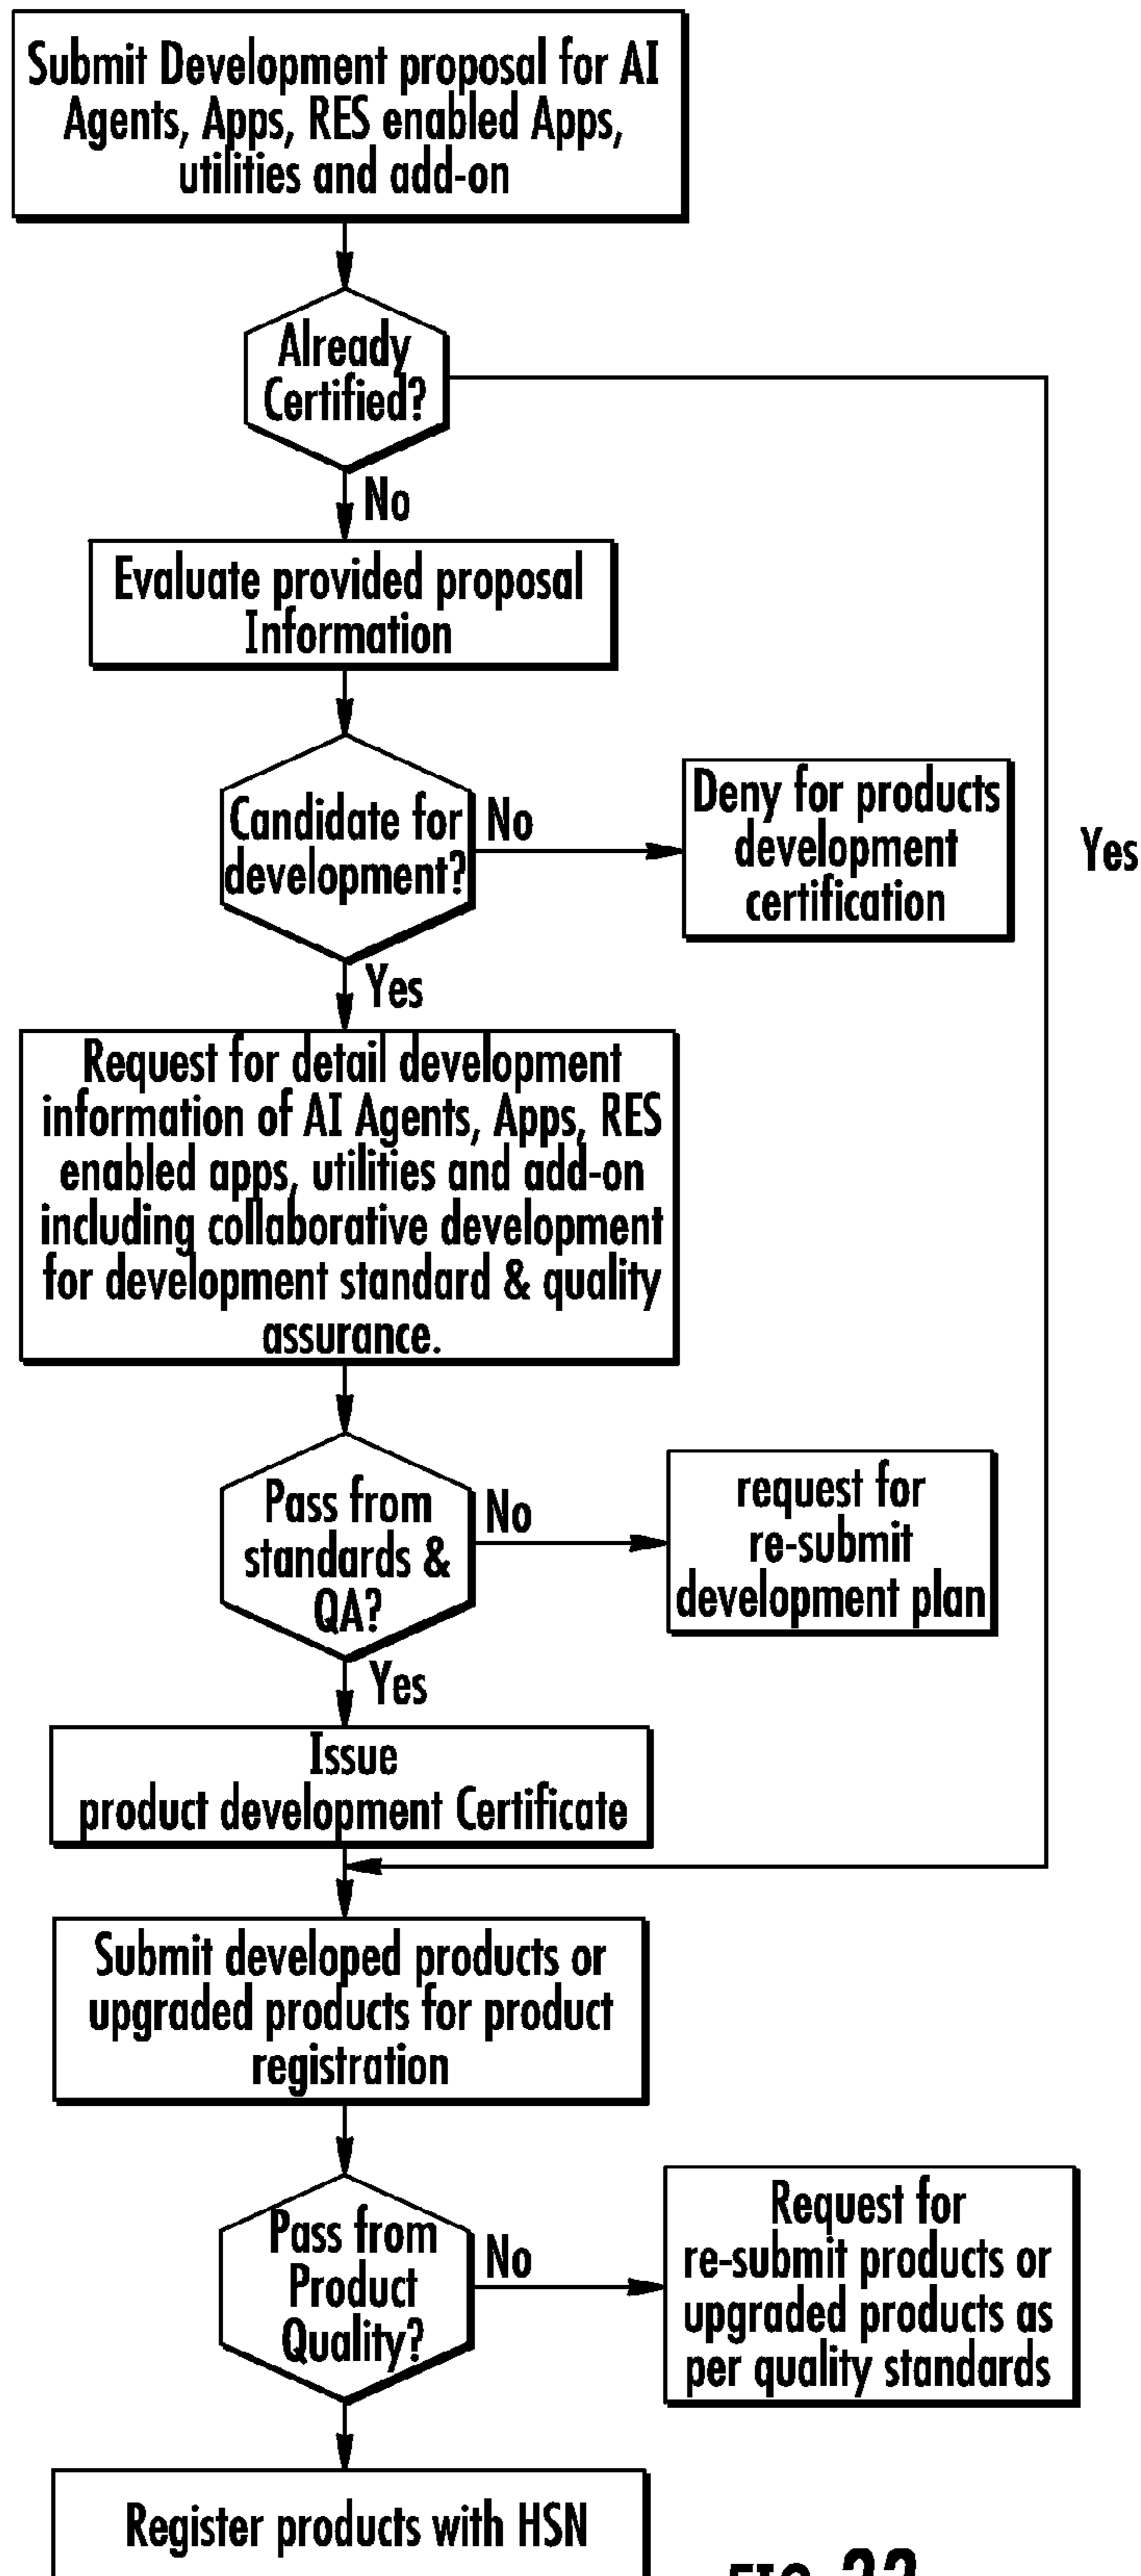 Submit Development proposal for AI
Agents, Apps, RES enabled Apps,
utilities and add-on
Already
Certified?
No
Evaluate provided proposal
Information
Candidate for
development?
No
Deny for products
development
certification
Yes
Yes
Request for detail development
information of AI Agents, Apps, RES
enabled apps, utilities and add-on
including collaborative development
for development standard & quality
assurance.
Pass from
standards &
QA?
No
request for
re-submit
development plan
Yes
Issue
product development Certificate
Submit developed products or
upgraded products for product
registration
Pass from
Product
Quality?
No
Request for
re-submit products or
upgraded products as
per quality standards
Register products with HSN